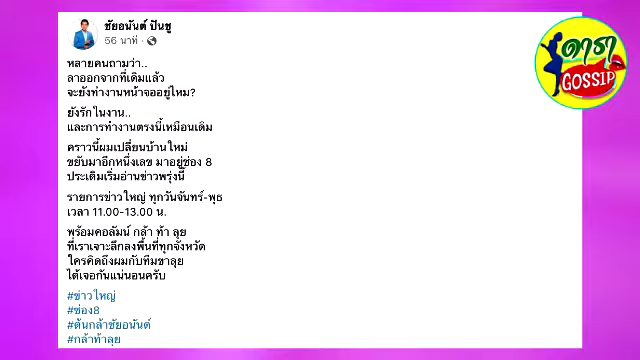 ชัยอนันต์ ปันชู
56 นาที ·
หลายคนถามว่า..
ลาออกจากที่เดิมแล้ว
จะยังทำงานหน้าจออยู่ไหม?
ยังรักในงาน..
และการทำงานตรงนี้เหมือนเดิม
คราวนี้ผมเปลี่ยนบ้านใหม่
ขยับมาอีกหนึ่งเลข มาอยู่ช่อง 8
ประเดิมเริ่มอ่านข่าวพรุ่งนี้
รายการข่าวใหญ่ ทุกวันจันทร์-พุธ
เวลา 11.00-13.00 น.
พร้อมคอลัมน์ กล้า ท้า ลุย
ที่เราเจาะลึกลงพื้นที่ทุกจังหวัด
ใครคิดถึงผมกับทีมขาลุย
ได้เจอกันแน่นอนครับ
#ข่าวใหญ่
#ช่อง8
#ต้นกล้าชัยอนันต์
#กล้าท้าลุย
ดารา
GOSSIP